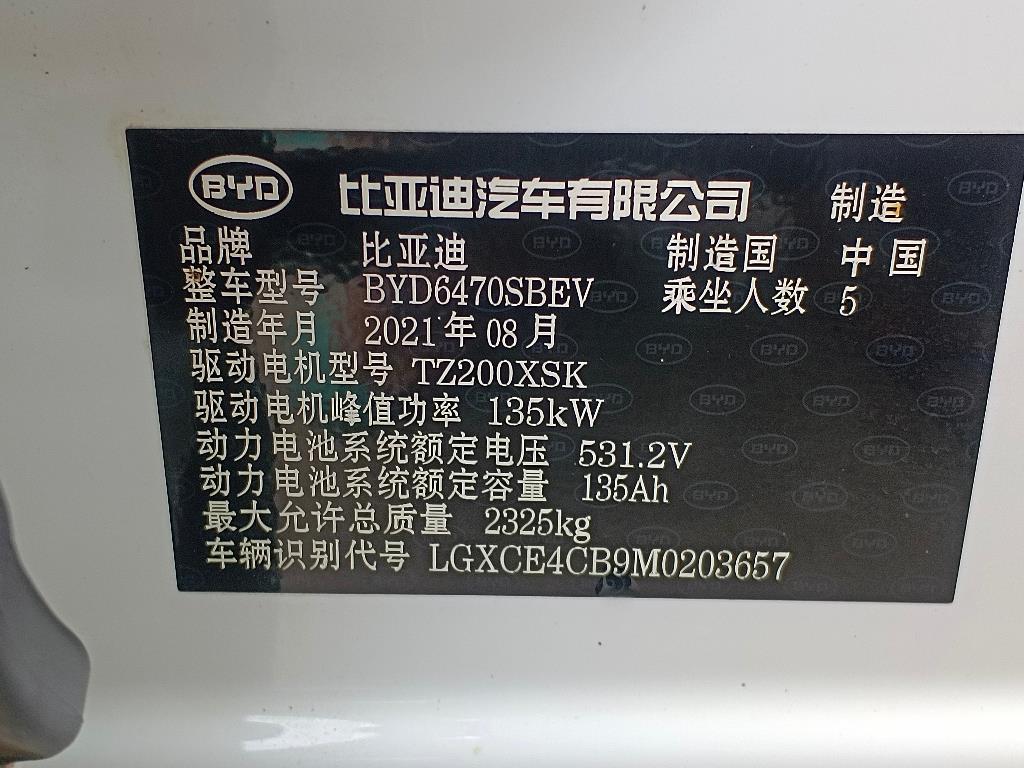 BYD 比亚迪汽车有限公司 制造
品牌 比亚迪 制造国 中国
整车型号 BYD6470SBEV 乘坐人数 5
制造年月 2021年08月
驱动电机型号 TZ200XSK
驱动电机峰值功率 135kW
动力电池系统额定电压 531.2V
动力电池系统额定容量 135Ah
最大允许总质量 2325kg
车辆识别代号 LGXCE4CB9M0203657